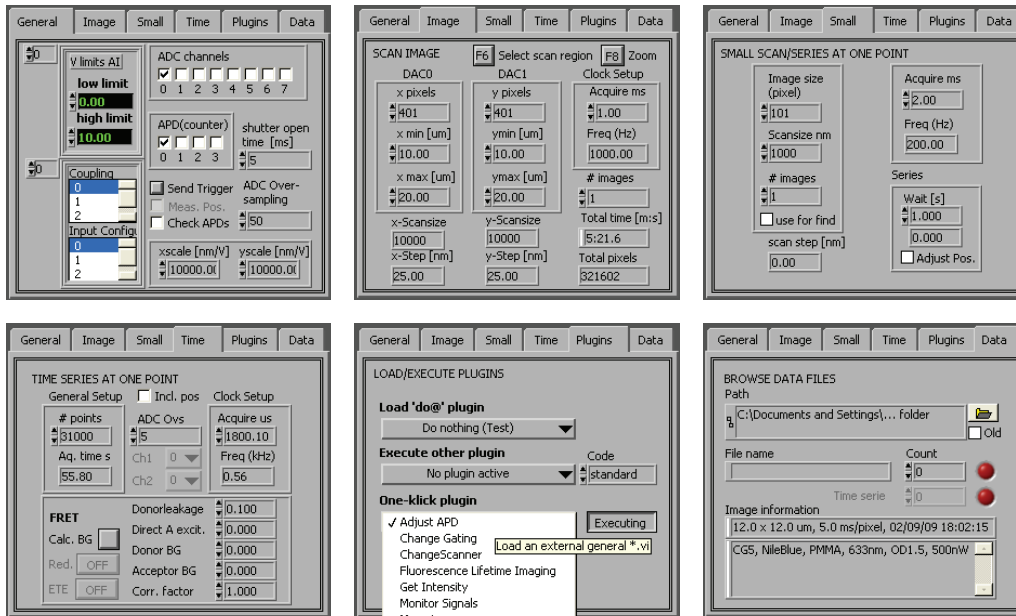 General Image Small Time Plugins Data
0
V limits AI
low limit
0.00
high limit
10.00
ADC channels
0 1 2 3 4 5 6 7
APD(counter)
0 1 2 3
shutter open
time [ms]
5
0
Coupling
0
1
2
Input Configu
0
1
2
Send Trigger
Meas. Pos.
Check APDs
ADC Over-
sampling
50
xscale [nm/V] yscale [nm/V]
10000.0( 10000.0(
General Image Small Time Plugins Data
SCAN IMAGE F6 Select scan region F8 Zoom
DAC0 DAC1 Clock Setup
x pixels y pixels Acquire ms
401 401 1.00
x min [um] ymin [um] Freq (Hz)
10.00 10.00 1000.00
x max [um] ymax [um] # images
20.00 20.00 1
x-Scansize y-Scansize Total time [m:s]
10000 10000 5:21.6
x-Step [nm] y-Step [nm] Total pixels
25.00 25.00 321602
General Image Small Time Plugins Data
SMALL SCAN/SERIES AT ONE POINT
Image size
(pixel)
101
Scansize nm
1000
# images
1
use for find
scan step [nm]
0.00
Acquire ms
2.00
Freq (Hz)
200.00
Series
Wait [s]
1.000
0.000
Adjust Pos.
General Image Small Time Plugins Data
TIME SERIES AT ONE POINT
General Setup Incl. pos Clock Setup
# points ADC Ovs Acquire us
31000 5 1800.10
Aq. time s Ch1 0 Freq (kHz)
55.80 Ch2 0 0.56
FRET
Calc. BG
Red. OFF
ETE OFF
Donorleakage 0.100
Direct A excit. 0.000
Donor BG 0.000
Acceptor BG 0.000
Corr. factor 1.000
General Image Small Time Plugins Data
LOAD/EXECUTE PLUGINS
Load 'do@' plugin
Do nothing (Test)
Execute other plugin Code
No plugin active standard
One-klick plugin
✓ Adjust APD Executing
Change Gating
Load an external general *.vi
ChangeScanner
Fluorescence Lifetime Imaging
Get Intensity
Monitor Signals
General Image Small Time Plugins Data
BROWSE DATA FILES
Path
C:\Documents and Settings\... folder
Old
File name Count
0
Time serie 0
Image information
12.0 x 12.0 um, 5.0 ms/pixel, 02/09/09 18:02:15
CG5, NileBlue, PMMA, 633nm, OD1.5, 500nW